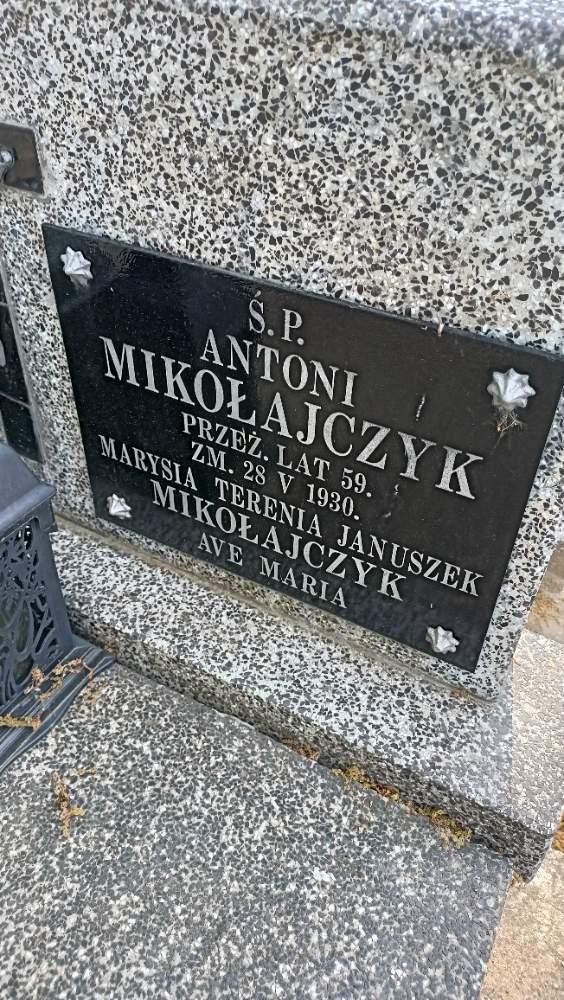 Ś.P.
ANTONI
MIKOŁAJCZYK
PRZEŻ. LAT 59.
ZM. 28 V 1930.
MARYSIA TERENIA JANUSZEK
MIKOŁAJCZYK
AVE MARIA